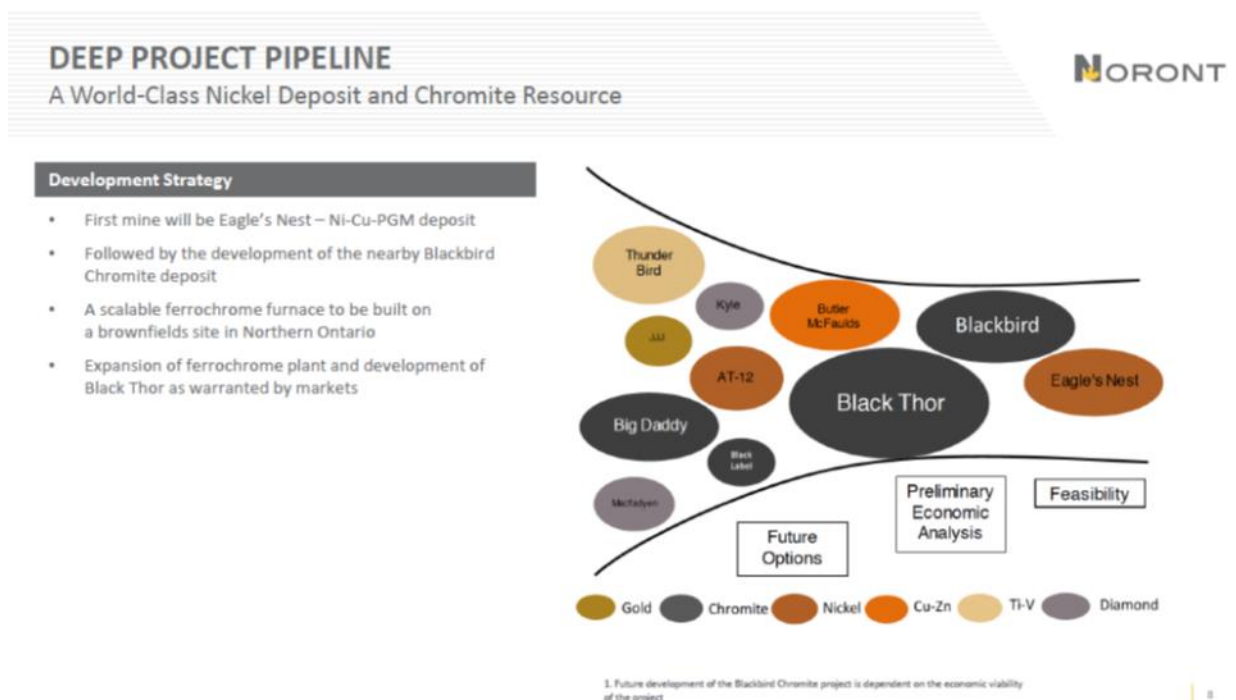 DEEP PROJECT PIPELINE
A World-Class Nickel Deposit and Chromite Resource
NORONT
Development Strategy
• First mine will be Eagle's Nest – Ni-Cu-PGM deposit
• Followed by the development of the nearby Blackbird
Chromite deposit
• A scalable ferrochrome furnace to be built on
a brownfields site in Northern Ontario
• Expansion of ferrochrome plant and development of
Black Thor as warranted by markets
Thunder
Bird
Kyle
Butler
McFaulds
Blackbird
JJJ
AT-12
Eagle's Nest
Black Thor
Big Daddy
Black
Label
MacFadyen
Preliminary
Economic
Analysis
Feasibility
Future
Options
Gold Chromite Nickel Cu-Zn Ti-V Diamond
1. Future development of the Blackbird Chromite project is dependent on the economic viability
of the project
8